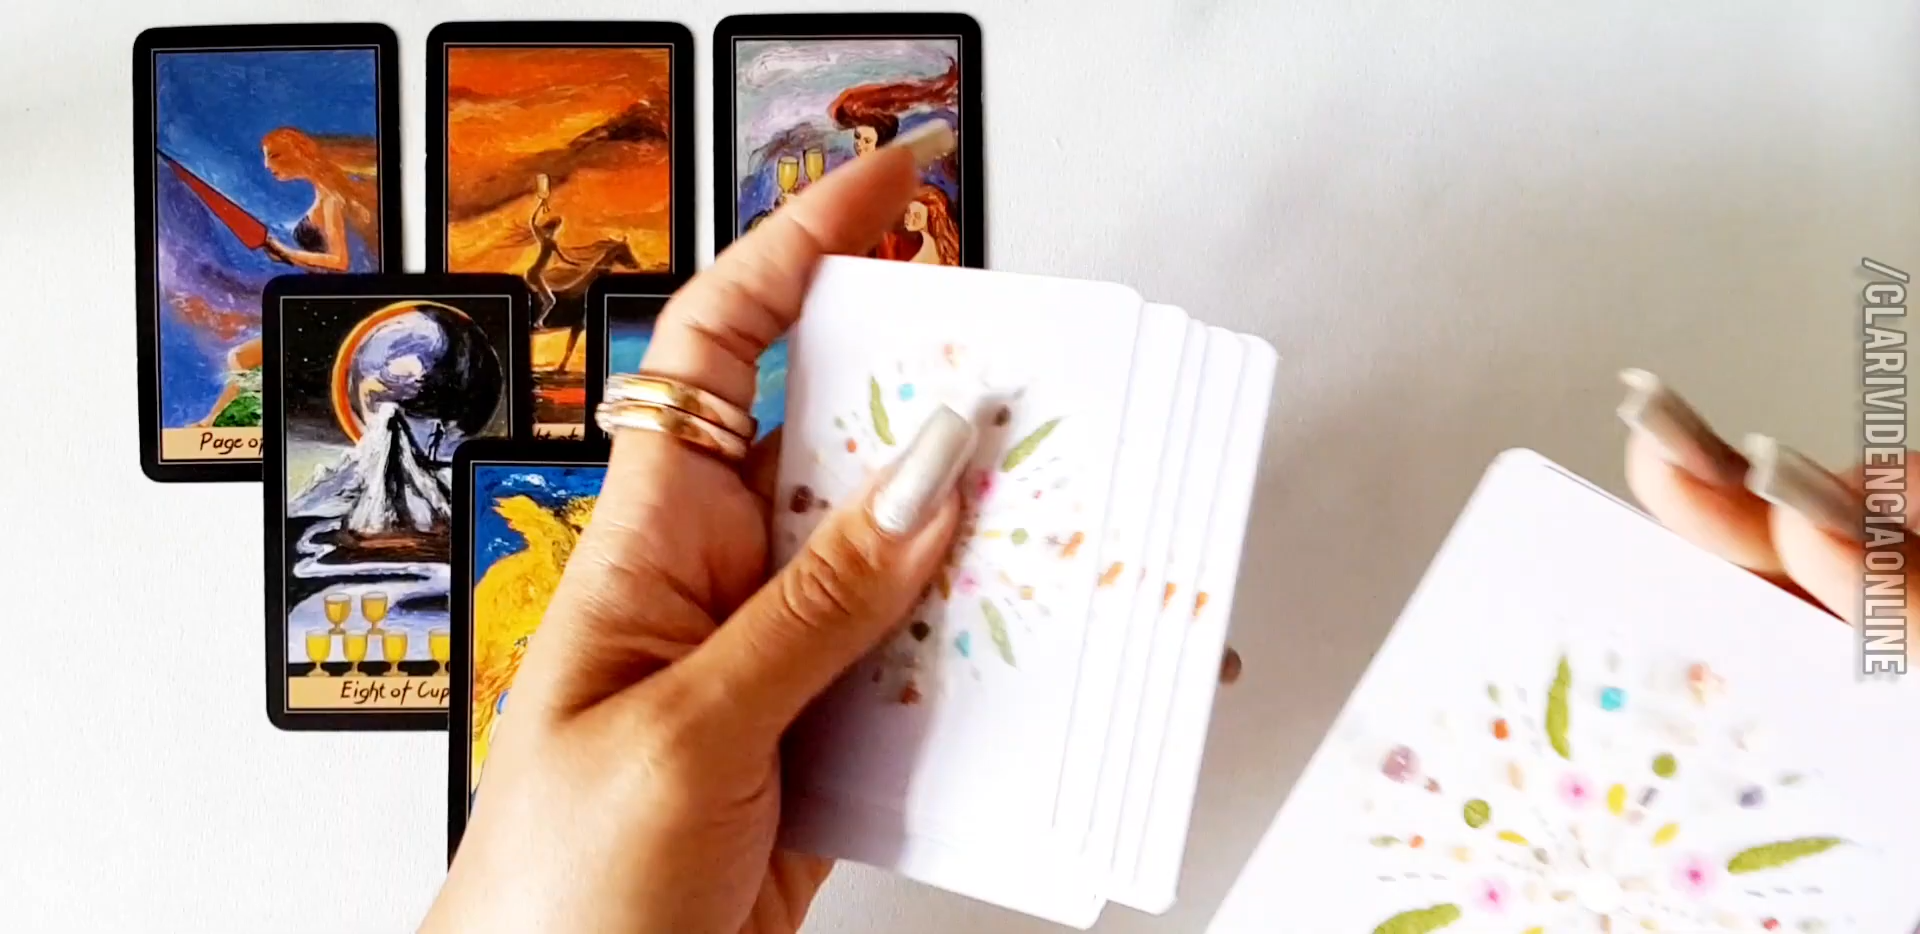 Page of
Eight of Cup
/CLARIVIDENCIAONLINE